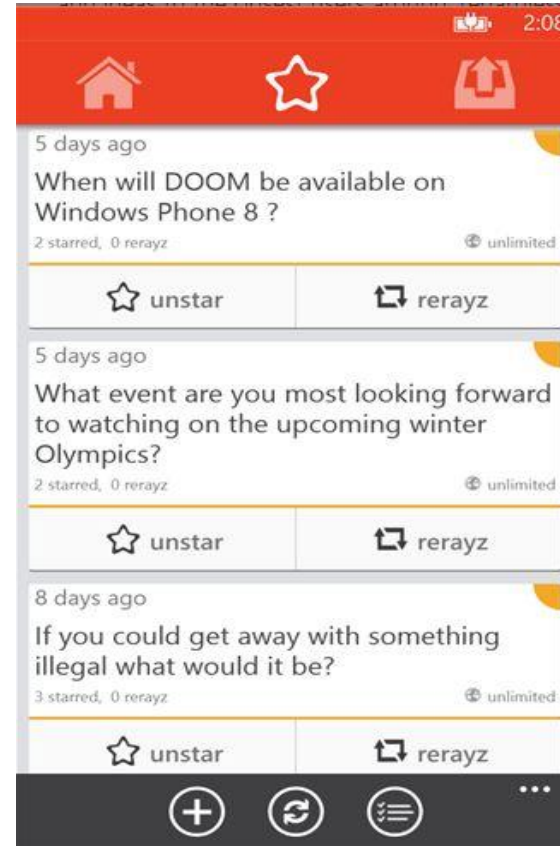 2:08
5 days ago
When will DOOM be available on
Windows Phone 8 ?
2 starred, 0 rerayz unlimited
unstar rerayz
5 days ago
What event are you most looking forward
to watching on the upcoming winter
Olympics?
2 starred, 0 rerayz unlimited
unstar rerayz
8 days ago
If you could get away with something
illegal what would it be?
3 starred, 0 rerayz unlimited
unstar rerayz